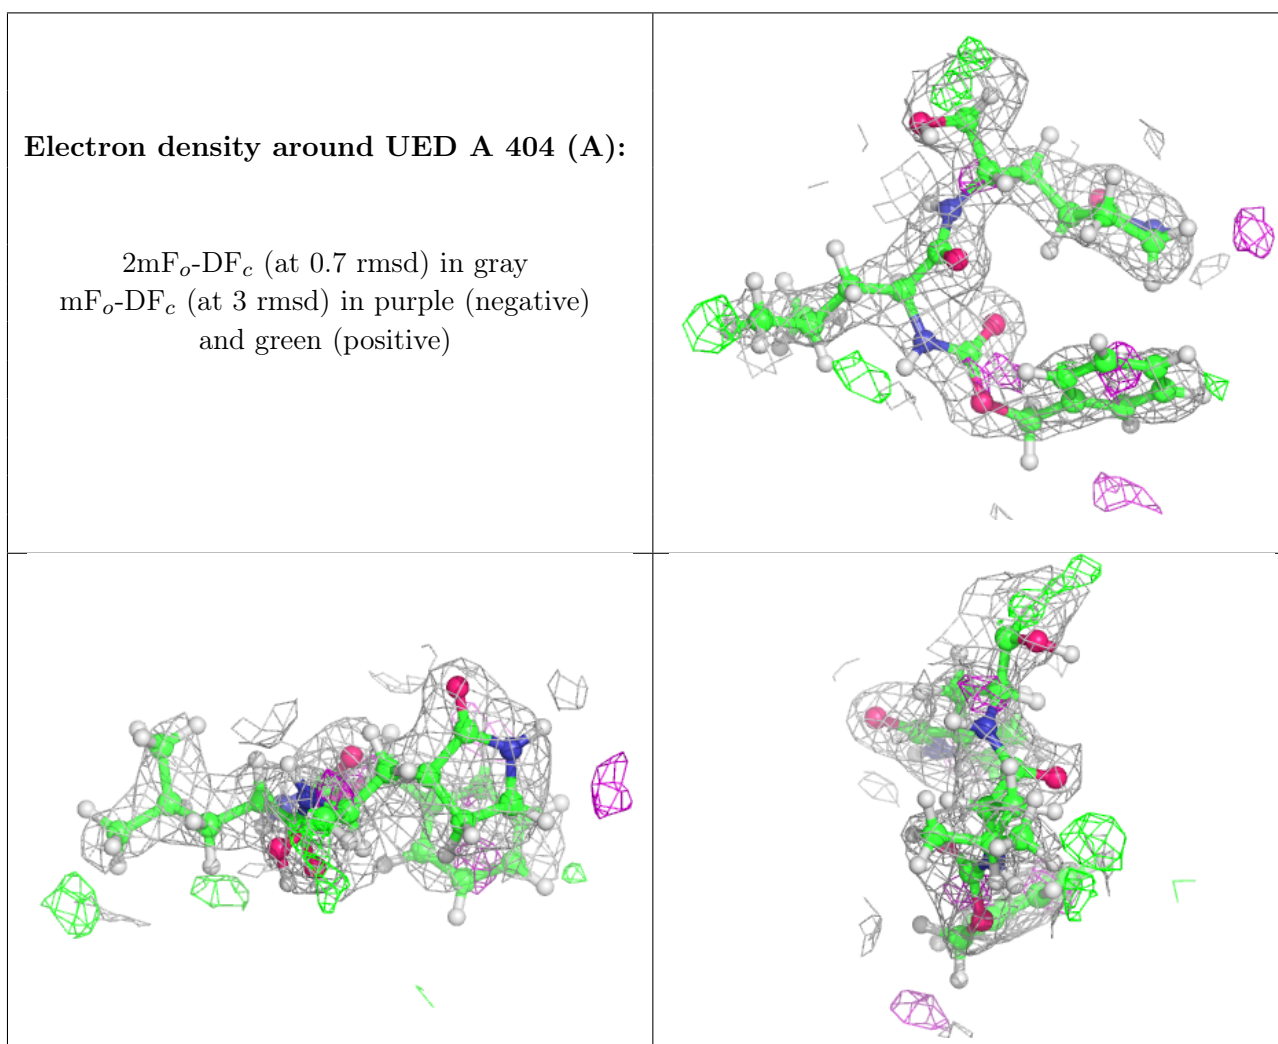 Electron density around UED A 404 (A):
2mFo-DFc (at 0.7 rmsd) in gray
mFo-DFc (at 3 rmsd) in purple (negative)
and green (positive)